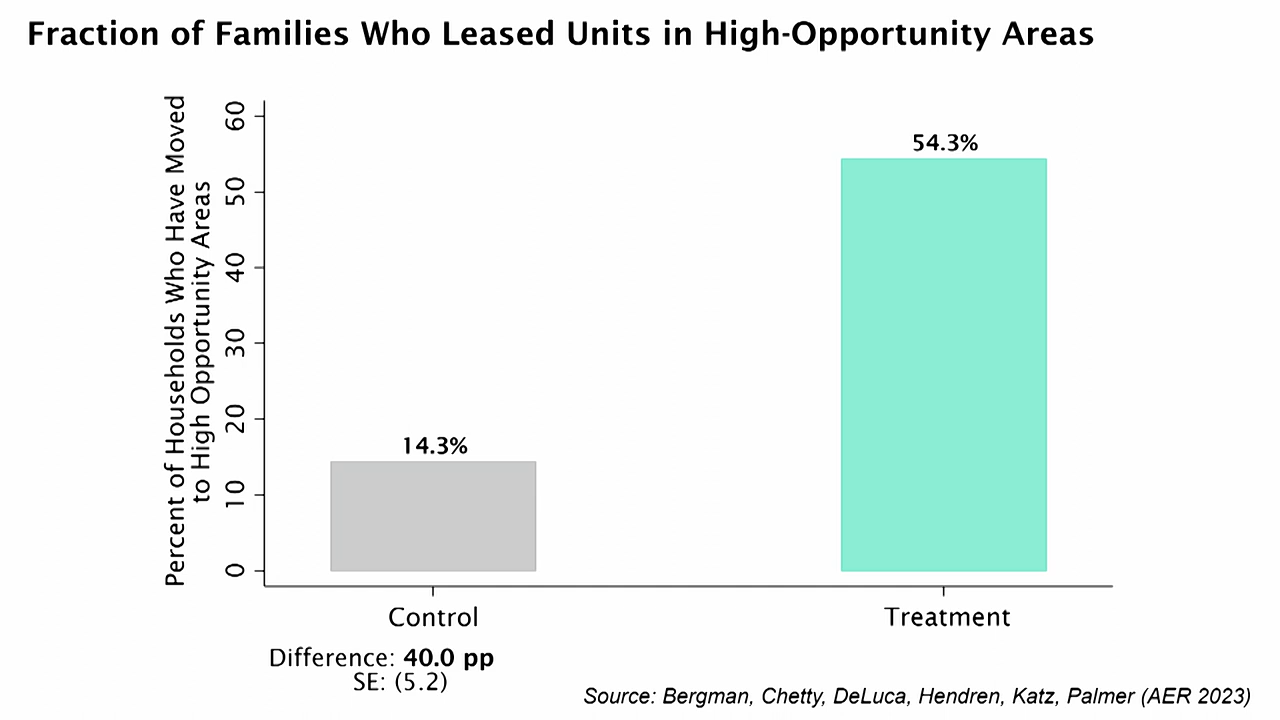 Fraction of Families Who Leased Units in High-Opportunity Areas
Percent of Households Who Have Moved
to High Opportunity Areas
60
50
40
30
20
10
0
14.3%
54.3%
Control
Treatment
Difference: 40.0 pp
SE: (5.2)
Source: Bergman, Chetty, DeLuca, Hendren, Katz, Palmer (AER 2023)